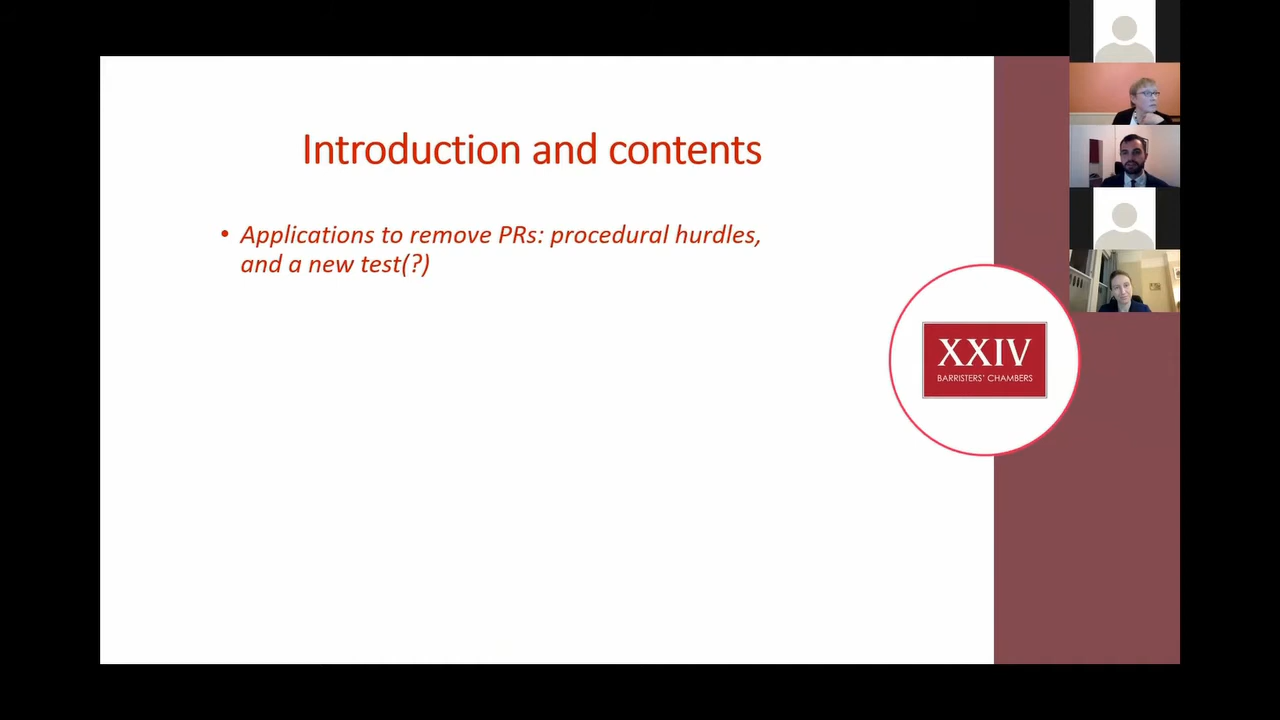 Introduction and contents
• Applications to remove PRs: procedural hurdles,
and a new test(?)
XXIV
BARRISTERS' CHAMBERS